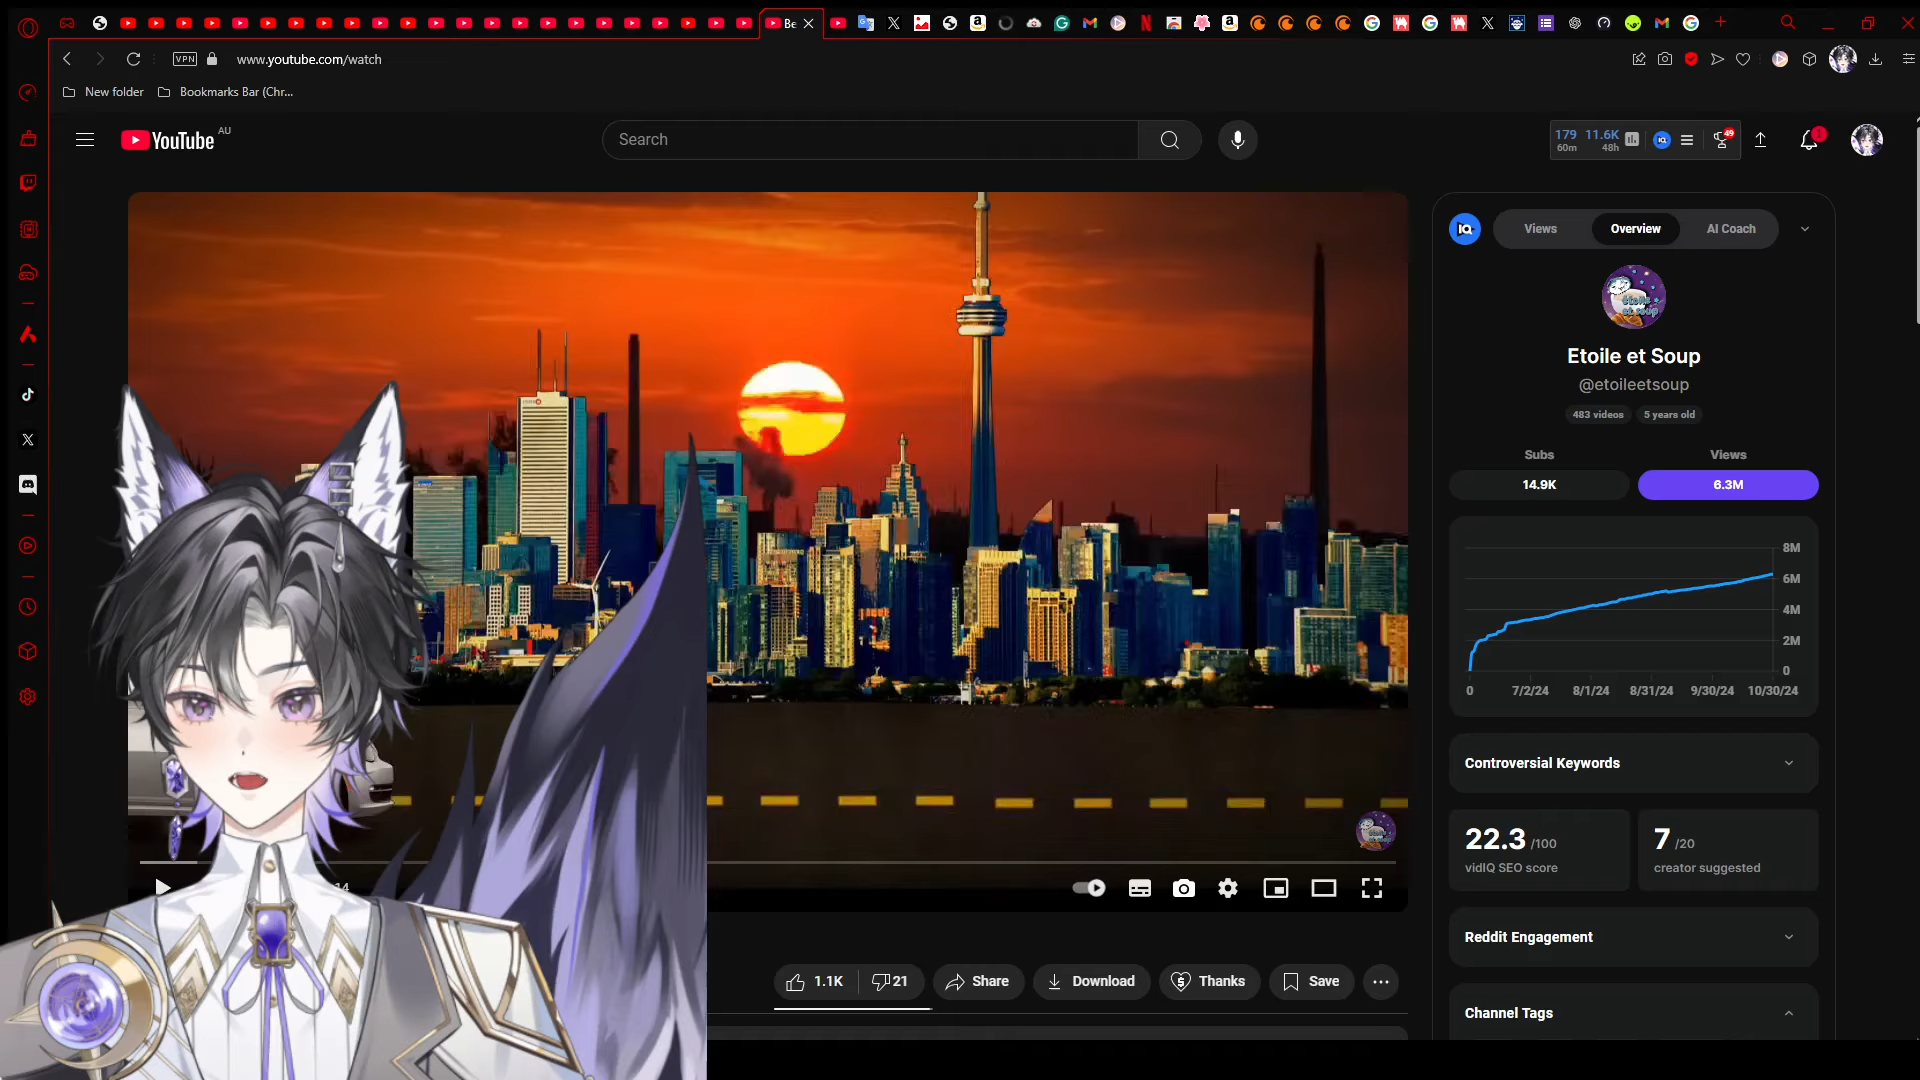 Be
VPN
www.youtube.com/watch
New folder
Bookmarks Bar (Chr...
YouTube
AU
Search
179
60m
11.6K
48h
49
1
Views
Overview
AI Coach
Etoile et Soup
@etoileetsoup
483 videos
5 years old
Subs
Views
14.9K
6.3M
8M
6M
4M
2M
0
0
7/2/24
8/1/24
8/31/24
9/30/24
10/30/24
Controversial Keywords
22.3 /100
vidIQ SEO score
7 /20
creator suggested
Reddit Engagement
Channel Tags
1.1K
21
Share
Download
Thanks
Save